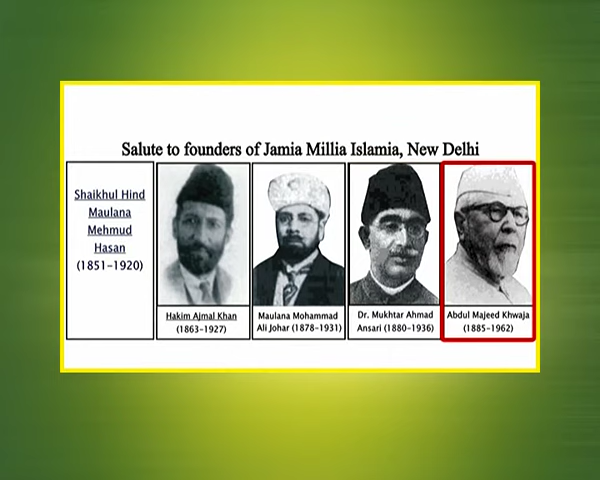 Salute to founders of Jamia Millia Islamia, New Delhi
Shaikhul Hind
Maulana
Mehmud
Hasan
(1851-1920)
Hakim Ajmal Khan
(1863-1927)
Maulana Mohammad
Ali Johar (1878-1931)
Dr. Mukhtar Ahmad
Ansari (1880-1936)
Abdul Majeed Khwaja
(1885-1962)